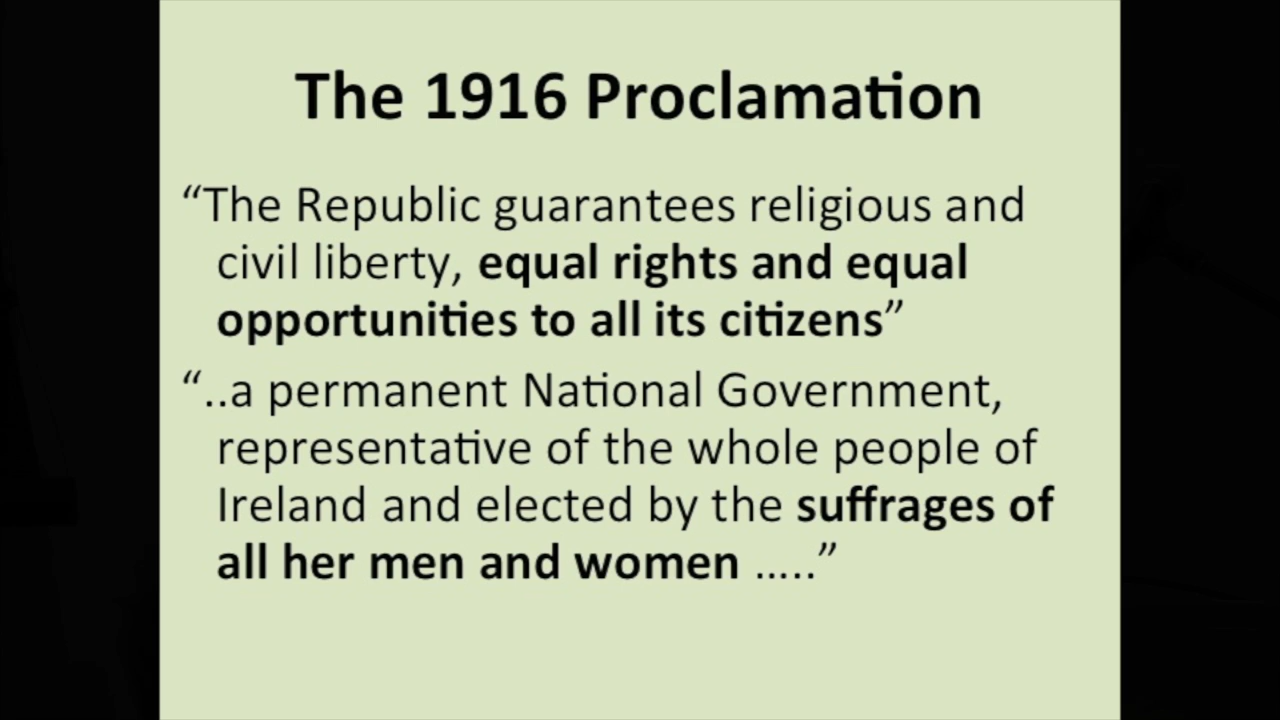 The 1916 Proclamation
“The Republic guarantees religious and
civil liberty, equal rights and equal
opportunities to all its citizens”
“..a permanent National Government,
representative of the whole people of
Ireland and elected by the suffrages of
all her men and women …..”